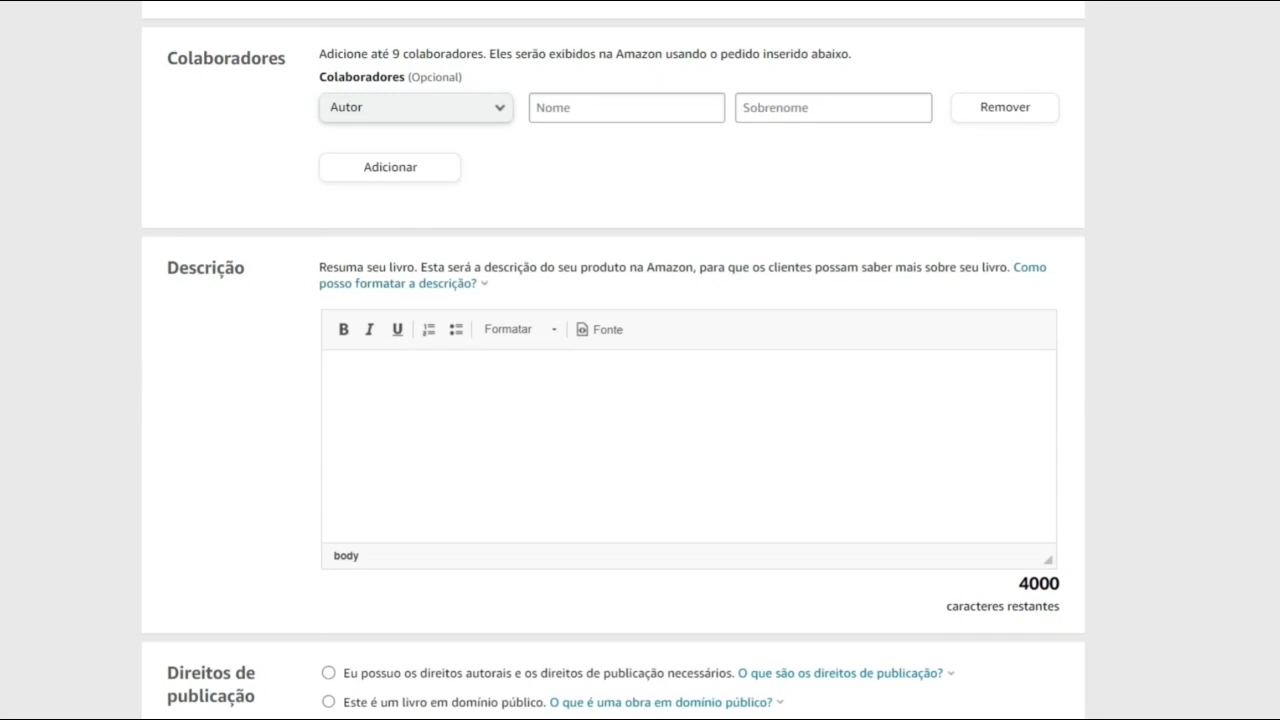 Colaboradores
Adicione até 9 colaboradores. Eles serão exibidos na Amazon usando o pedido inserido abaixo.
Colaboradores (Opcional)
Autor
Nome
Sobrenome
Remover
Adicionar
Descrição
Resuma seu livro. Esta será a descrição do seu produto na Amazon, para que os clientes possam saber mais sobre seu livro. Como
posso formatar a descrição?
B I U Formatar Fonte
body
4000
caracteres restantes
Direitos de
publicação
Eu possuo os direitos autorais e os direitos de publicação necessários. O que são os direitos de publicação?
Este é um livro em domínio público. O que é uma obra em domínio público?